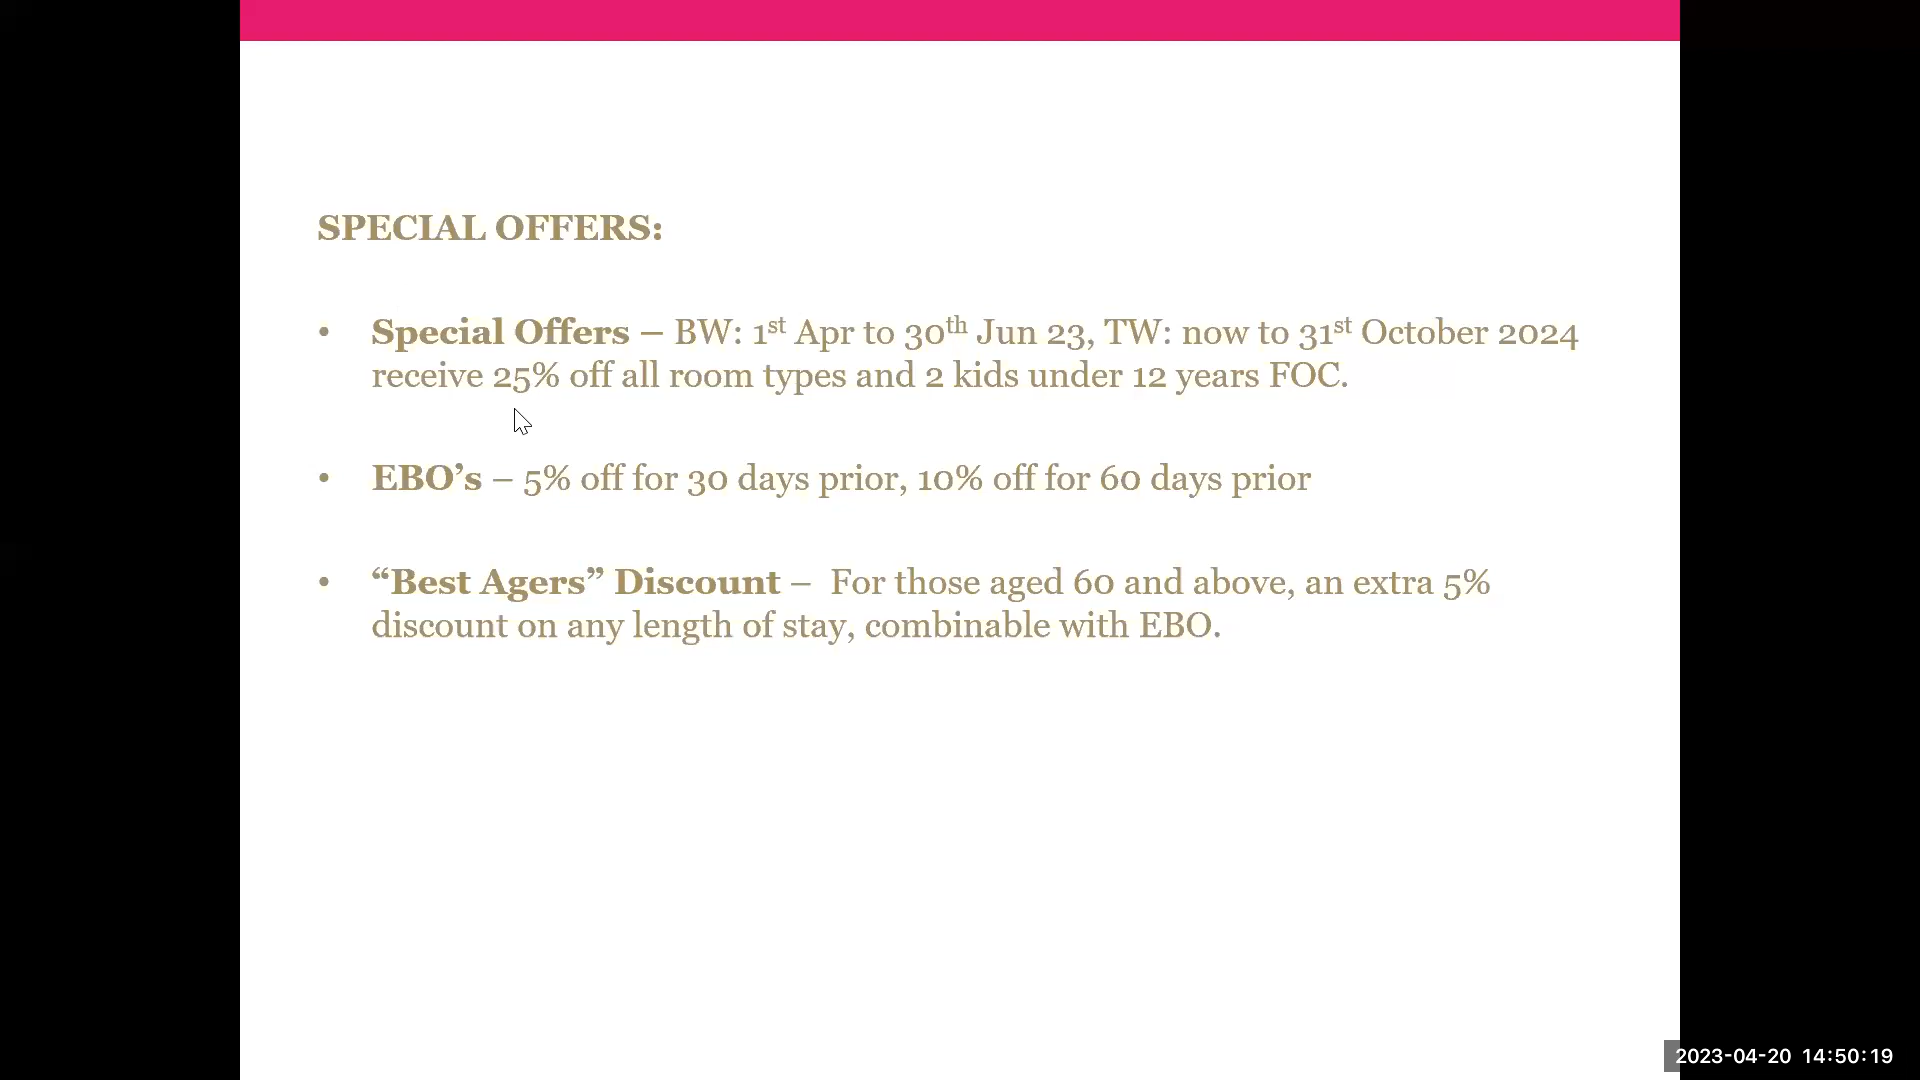 SPECIAL OFFERS:
• Special Offers – BW: 1st Apr to 30th Jun 23, TW: now to 31st October 2024
receive 25% off all room types and 2 kids under 12 years FOC.
• EBO’s – 5% off for 30 days prior, 10% off for 60 days prior
• “Best Agers” Discount – For those aged 60 and above, an extra 5%
discount on any length of stay, combinable with EBO.
2023-04-20 14:50:19